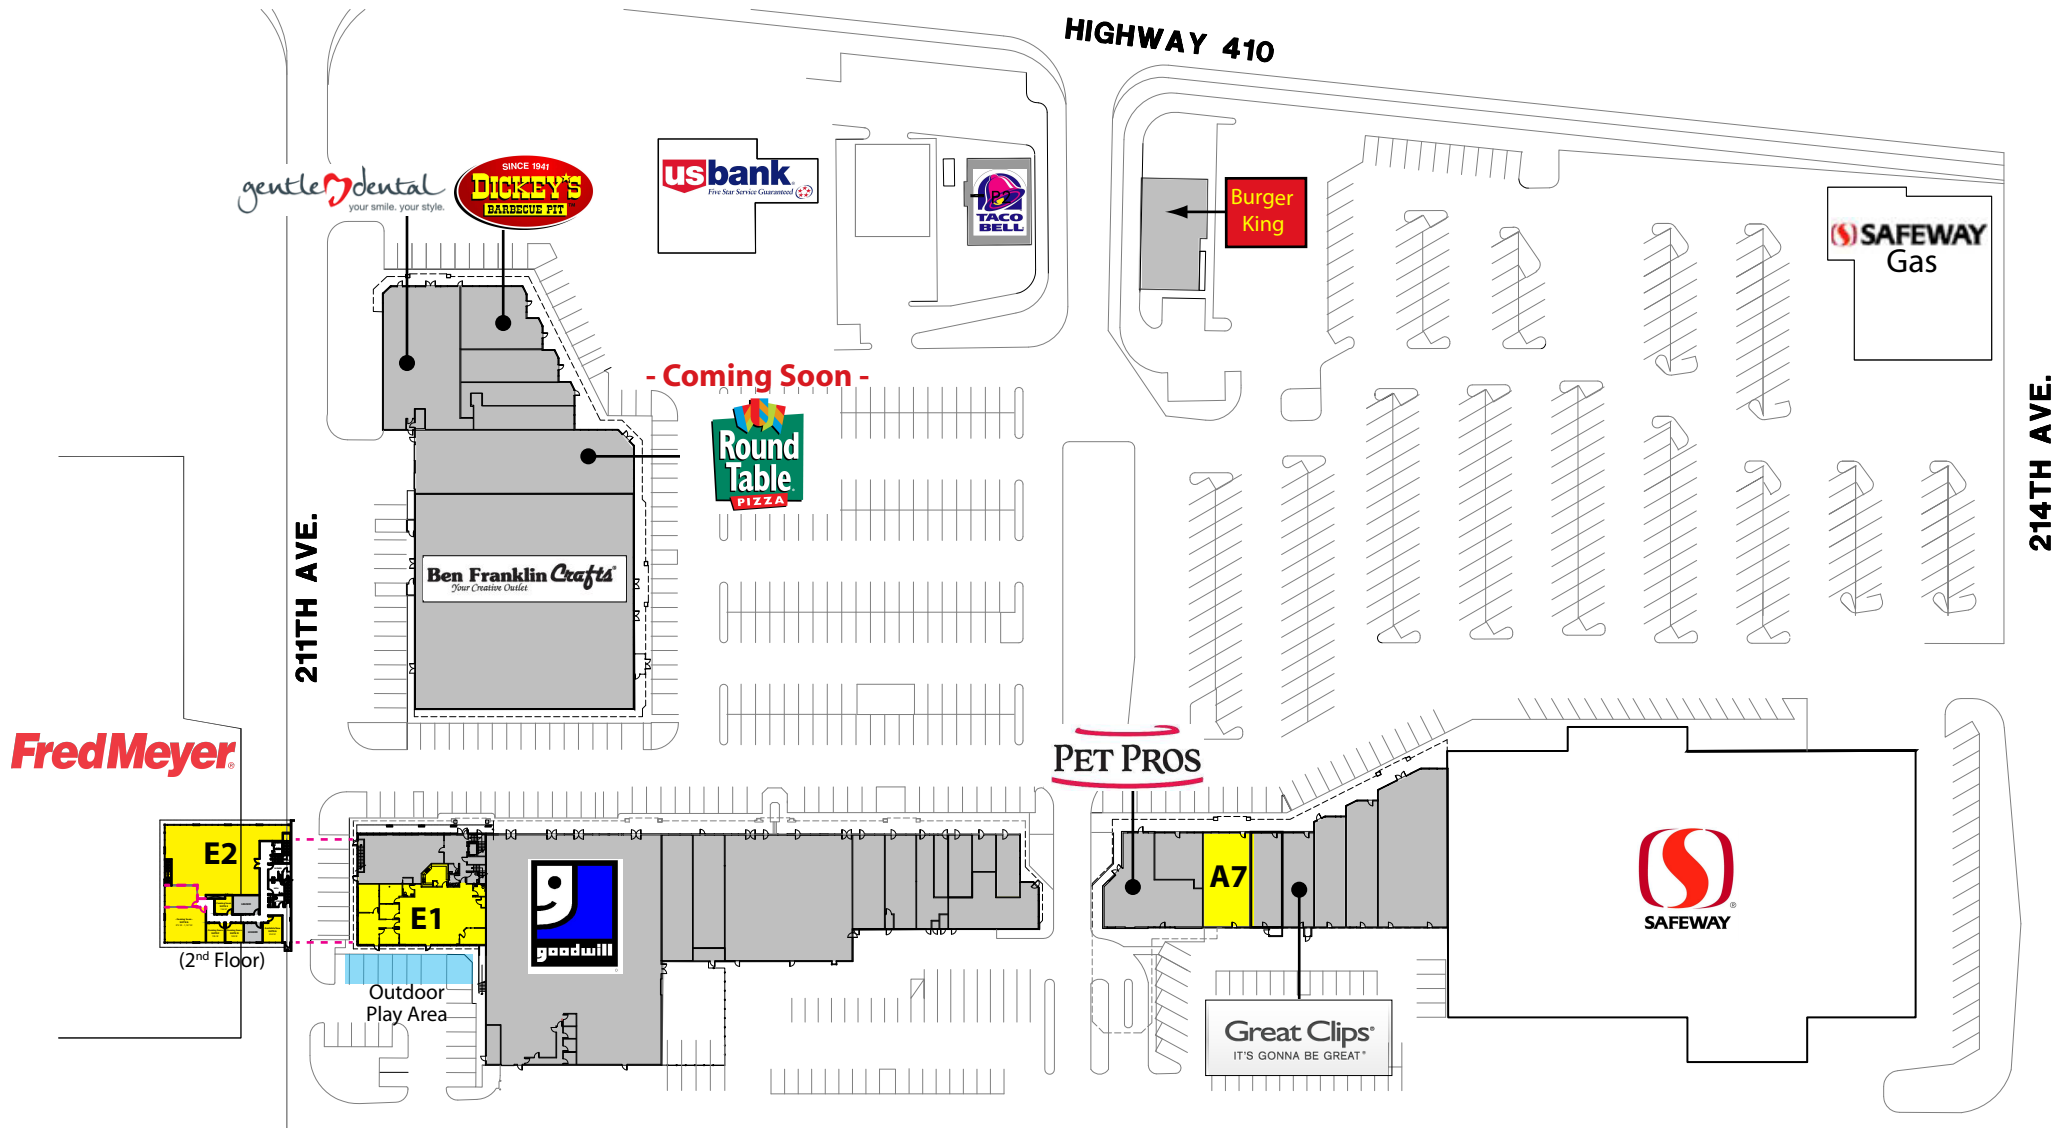 HIGHWAY 410
gentle dental
your smile. your style.
SINCE 1941
DICKEY'S
BARBECUE PIT
usbank
Five Star Service Guaranteed
TACO
BELL
Burger
King
SAFEWAY
Gas
- Coming Soon -
Round
Table
PIZZA
211TH AVE.
214TH AVE.
Ben Franklin Crafts®
Your Creative Outlet
Fred Meyer®
PET PROS
E2
(2nd Floor)
E1
Outdoor
Play Area
goodwill
A7
Great Clips®
IT'S GONNA BE GREAT®
SAFEWAY®